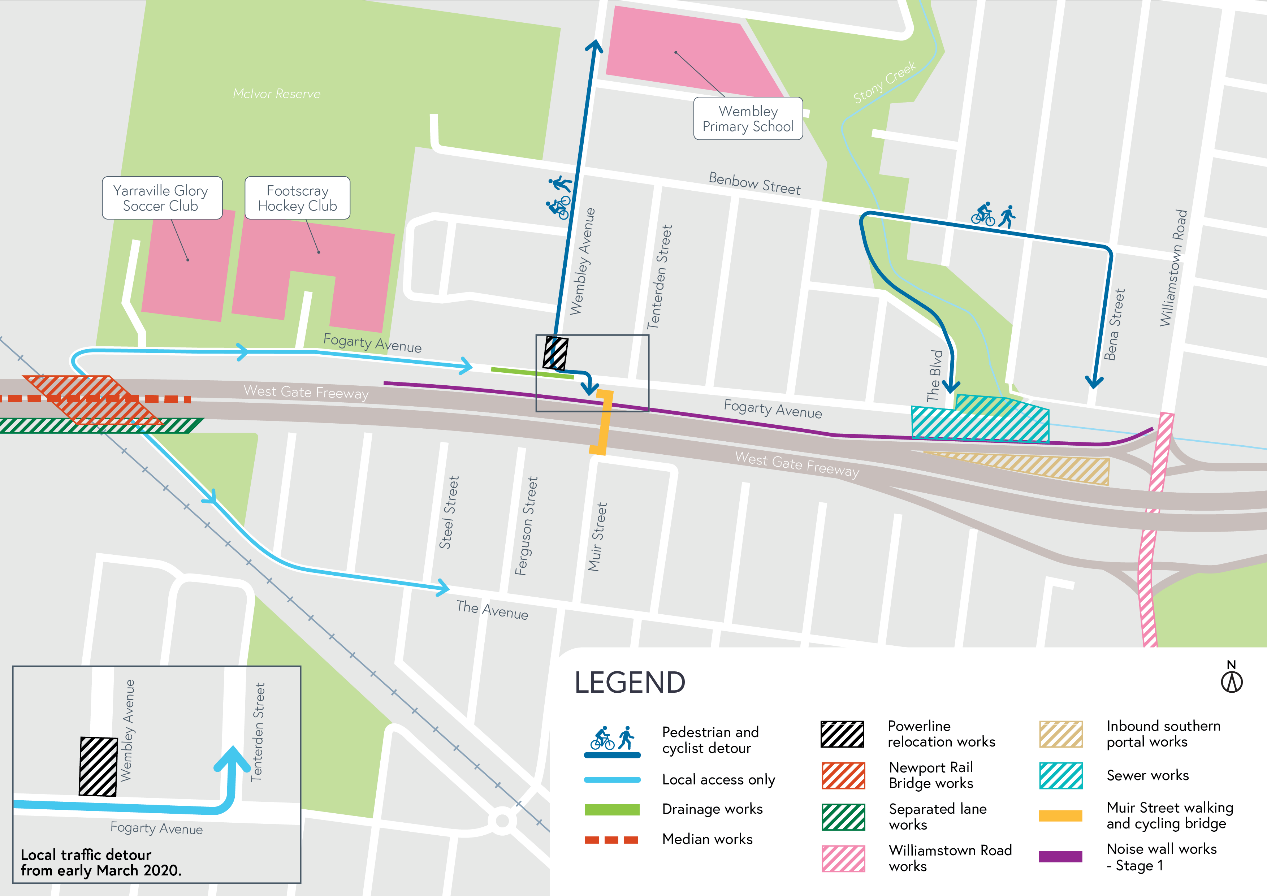 McIvor Reserve
Stony Creek
Wembley
Primary School
Yarraville Glory
Soccer Club
Footscray
Hockey Club
Benbow Street
Wembley Avenue
Tenterden Street
Williamstown Road
Bena Street
The Blvd
Fogarty Avenue
West Gate Freeway
Fogarty Avenue
West Gate Freeway
Steel Street
Ferguson Street
Muir Street
The Avenue
Wembley Avenue
Tenterden Street
Fogarty Avenue
Local traffic detour
from early March 2020.
LEGEND
N
Pedestrian and
cyclist detour
Local access only
Drainage works
Median works
Powerline
relocation works
Newport Rail
Bridge works
Separated lane
works
Williamstown Road
works
Inbound southern
portal works
Sewer works
Muir Street walking
and cycling bridge
Noise wall works
- Stage 1